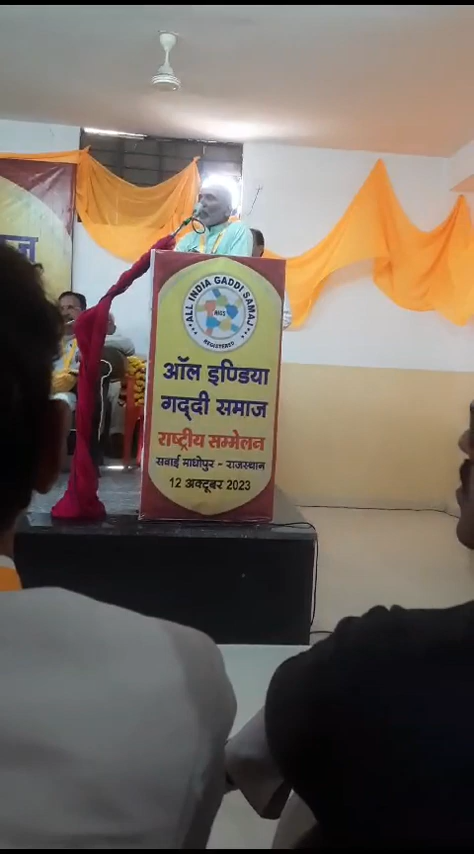 ALL INDIA GADDI SAMAJ
AIGS
REGISTERED
ऑल इण्डिया
गद्दी समाज
राष्ट्रीय सम्मेलन
सवाई माधोपुर - राजस्थान
12 अक्टूबर 2023